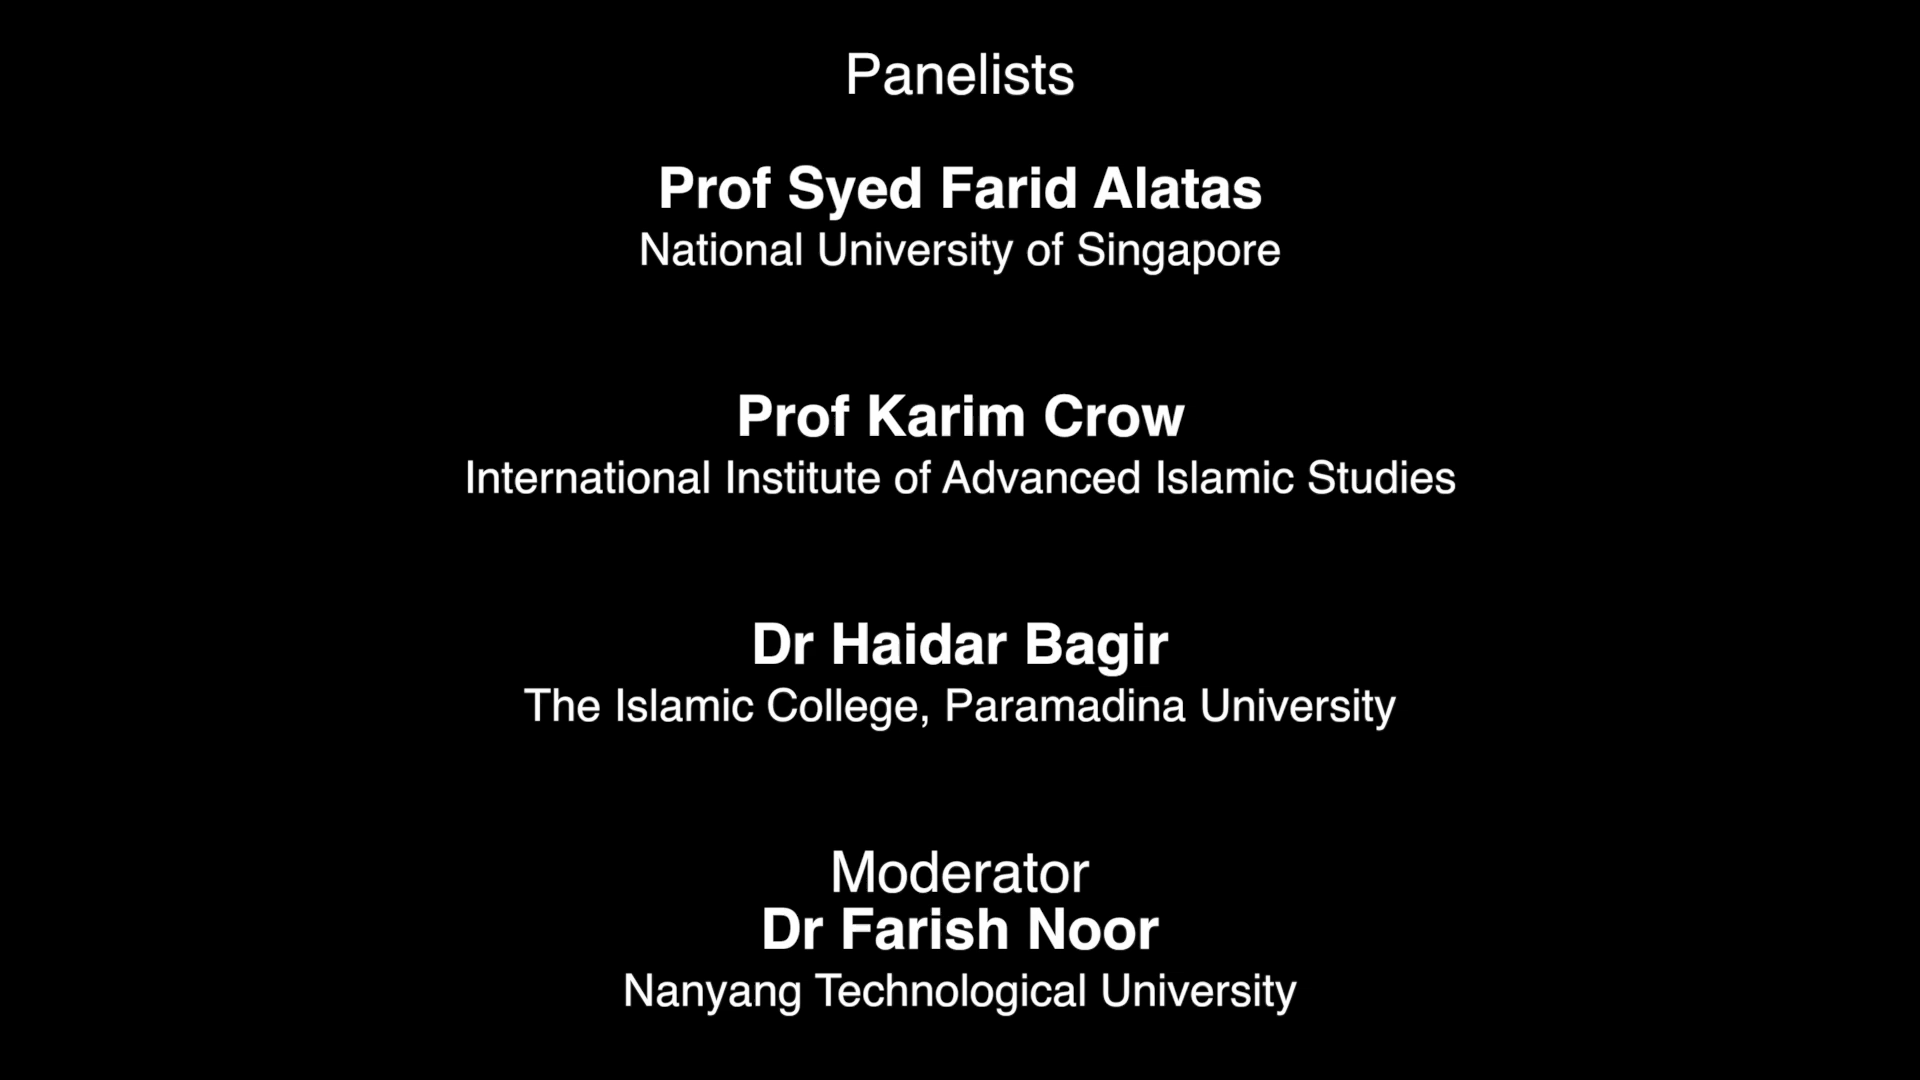 Panelists
Prof Syed Farid Alatas
National University of Singapore
Prof Karim Crow
International Institute of Advanced Islamic Studies
Dr Haidar Bagir
The Islamic College, Paramadina University
Moderator
Dr Farish Noor
Nanyang Technological University